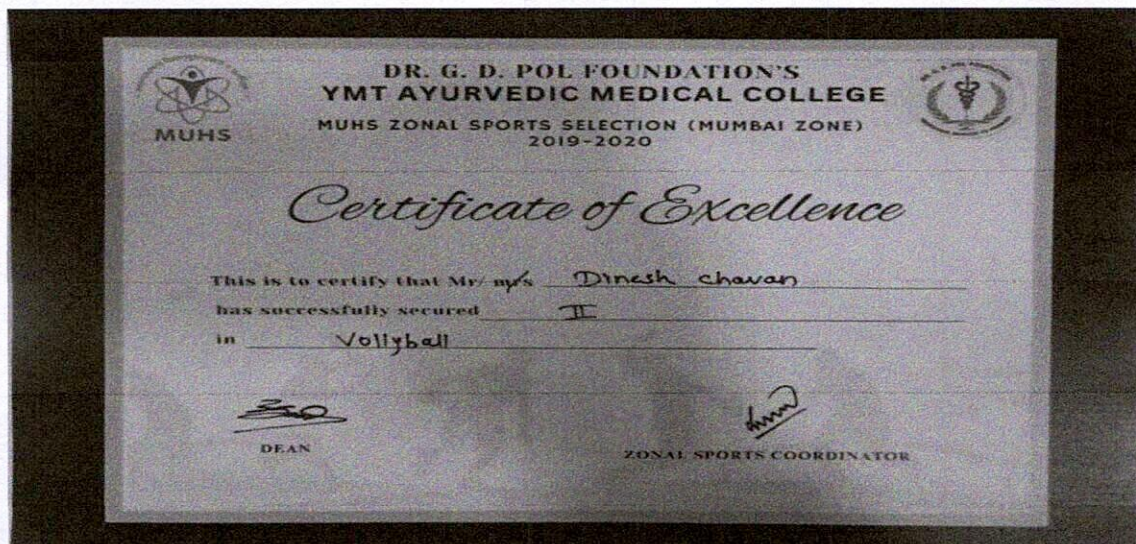 DR. G. D. POL FOUNDATION'S
YMT AYURVEDIC MEDICAL COLLEGE
MUHS
MUHS ZONAL SPORTS SELECTION (MUMBAI ZONE)
2019-2020
Certificate of Excellence
This is to certify that Mr/ m/s Dinesh chavan
has successfully secured II
in Vollyball
DEAN
ZONAL SPORTS COORDINATOR